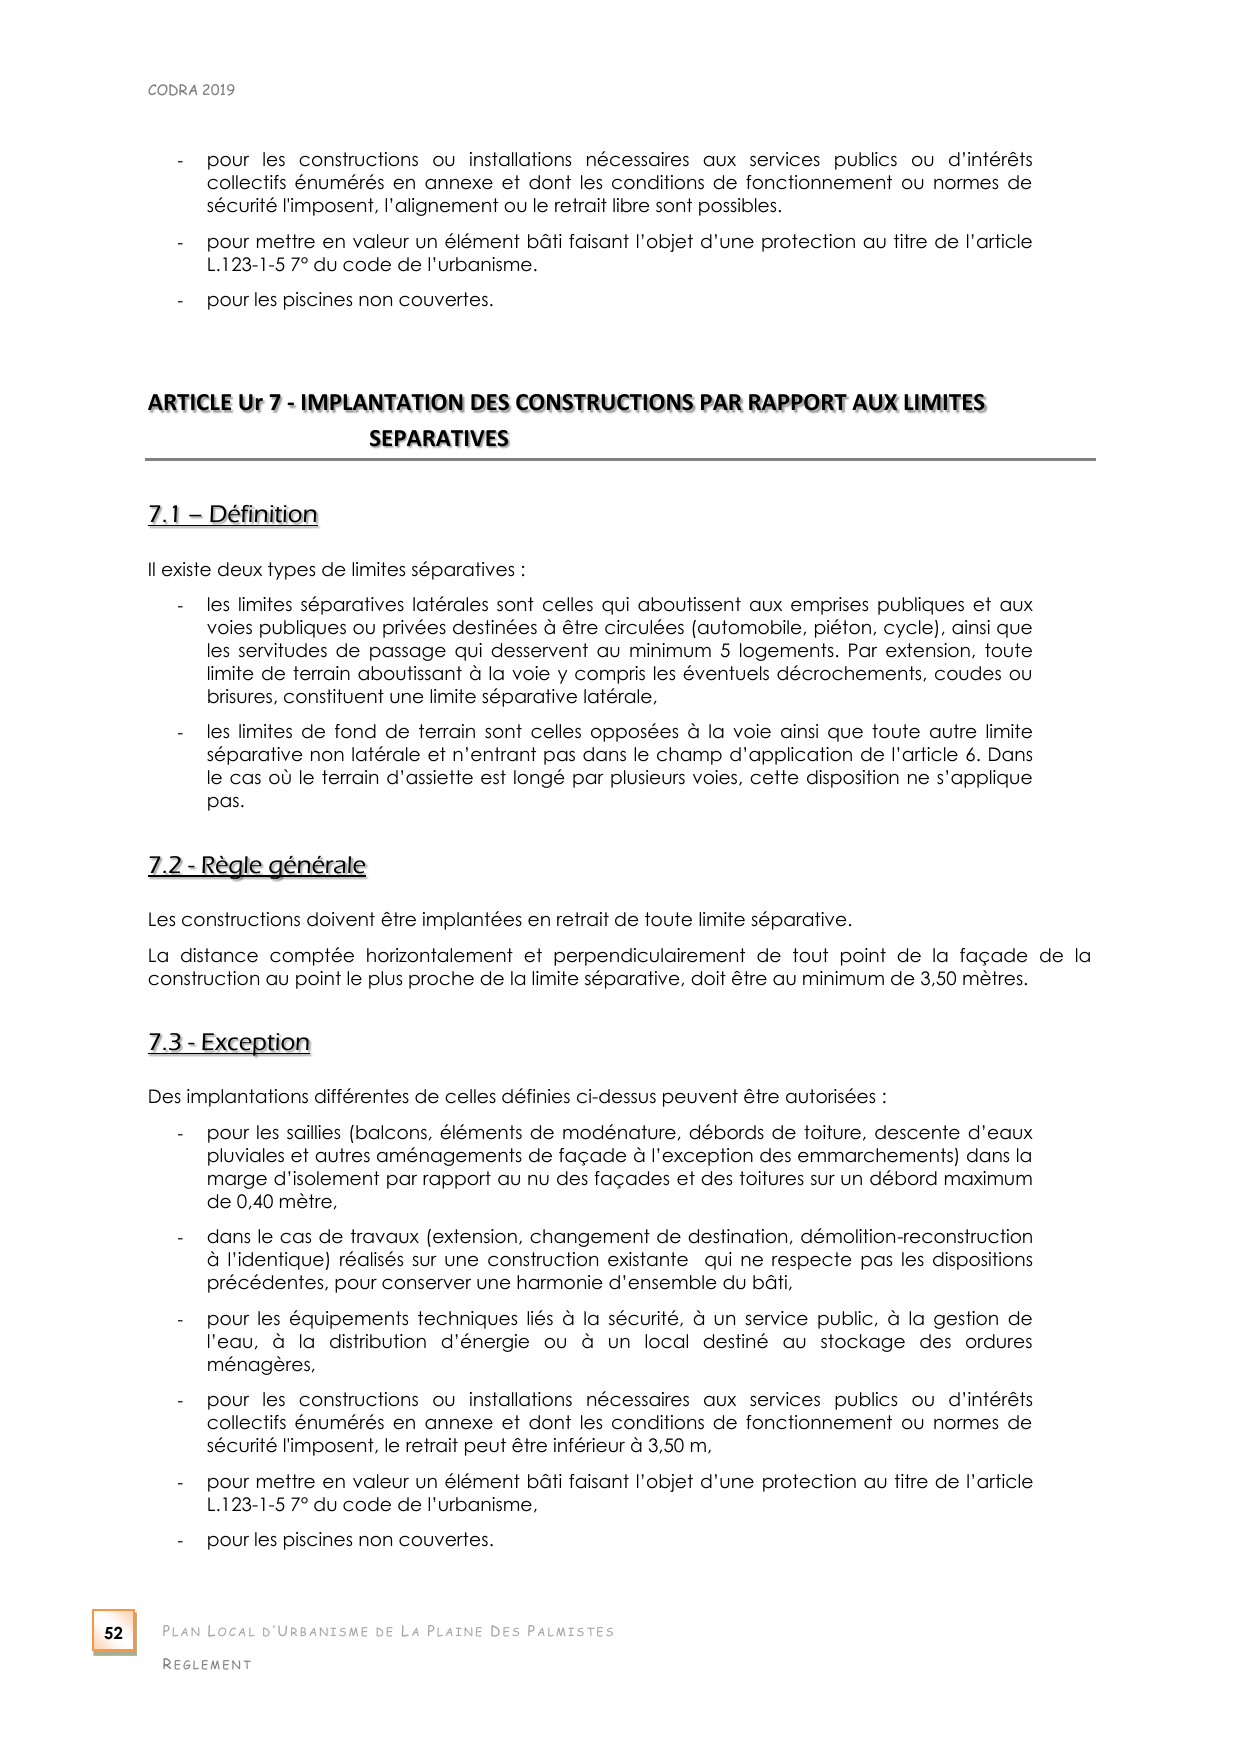 CODRA 2019
- pour les constructions ou installations nécessaires aux services publics ou d’intérêts
collectifs énumérés en annexe et dont les conditions de fonctionnement ou normes de
sécurité l'imposent, l’alignement ou le retrait libre sont possibles.
- pour mettre en valeur un élément bâti faisant l’objet d’une protection au titre de l’article
L.123-1-5 7° du code de l’urbanisme.
- pour les piscines non couvertes.
ARTICLE Ur 7 - IMPLANTATION DES CONSTRUCTIONS PAR RAPPORT AUX LIMITES
SEPARATIVES
7.1 – Définition
Il existe deux types de limites séparatives :
- les limites séparatives latérales sont celles qui aboutissent aux emprises publiques et aux
voies publiques ou privées destinées à être circulées (automobile, piéton, cycle), ainsi que
les servitudes de passage qui desservent au minimum 5 logements. Par extension, toute
limite de terrain aboutissant à la voie y compris les éventuels décrochements, coudes ou
brisures, constituent une limite séparative latérale,
- les limites de fond de terrain sont celles opposées à la voie ainsi que toute autre limite
séparative non latérale et n’entrant pas dans le champ d’application de l’article 6. Dans
le cas où le terrain d’assiette est longé par plusieurs voies, cette disposition ne s’applique
pas.
7.2 - Règle générale
Les constructions doivent être implantées en retrait de toute limite séparative.
La distance comptée horizontalement et perpendiculairement de tout point de la façade de la
construction au point le plus proche de la limite séparative, doit être au minimum de 3,50 mètres.
7.3 - Exception
Des implantations différentes de celles définies ci-dessus peuvent être autorisées :
- pour les saillies (balcons, éléments de modénature, débords de toiture, descente d’eaux
pluviales et autres aménagements de façade à l’exception des emmarchements) dans la
marge d’isolement par rapport au nu des façades et des toitures sur un débord maximum
de 0,40 mètre,
- dans le cas de travaux (extension, changement de destination, démolition-reconstruction
à l’identique) réalisés sur une construction existante qui ne respecte pas les dispositions
précédentes, pour conserver une harmonie d’ensemble du bâti,
- pour les équipements techniques liés à la sécurité, à un service public, à la gestion de
l’eau, à la distribution d’énergie ou à un local destiné au stockage des ordures
ménagères,
- pour les constructions ou installations nécessaires aux services publics ou d’intérêts
collectifs énumérés en annexe et dont les conditions de fonctionnement ou normes de
sécurité l'imposent, le retrait peut être inférieur à 3,50 m,
- pour mettre en valeur un élément bâti faisant l’objet d’une protection au titre de l’article
L.123-1-5 7° du code de l’urbanisme,
- pour les piscines non couvertes.
52 PLAN LOCAL D’URBANISME DE LA PLAINE DES PALMISTES
REGLEMENT